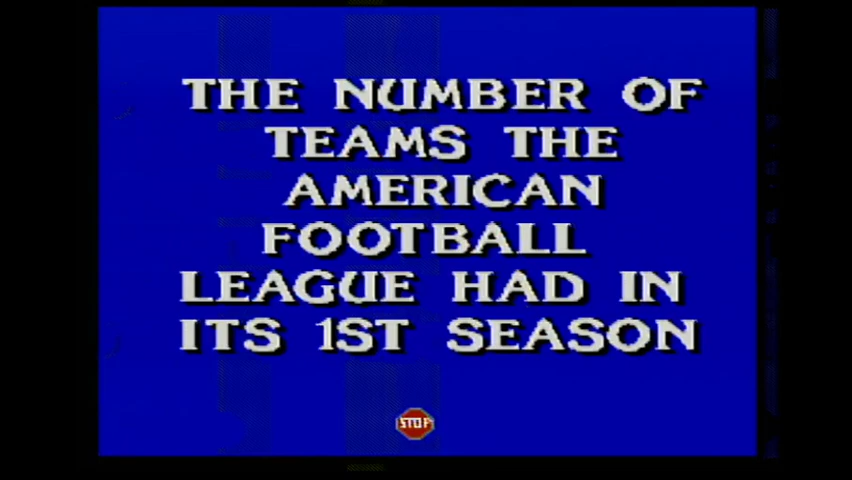 THE NUMBER OF
TEAMS THE
AMERICAN
FOOTBALL
LEAGUE HAD IN
ITS 1ST SEASON
STOP